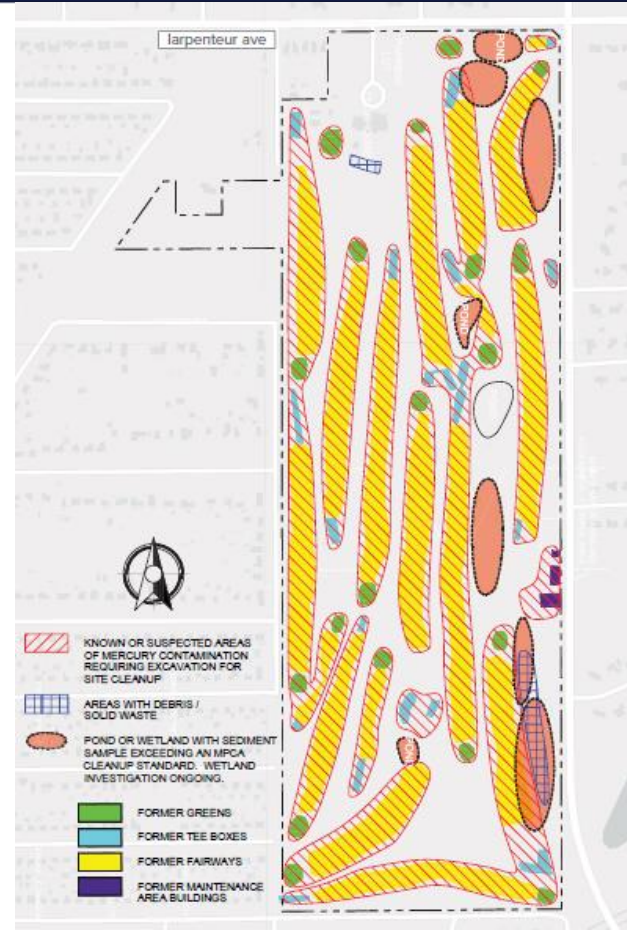 larpenteur ave
POND
POND
KNOWN OR SUSPECTED AREAS
OF MERCURY CONTAMINATION
REQUIRING EXCAVATION FOR
SITE CLEANUP
AREAS WITH DEBRIS /
SOLID WASTE
POND OR WETLAND WITH SEDIMENT
SAMPLE EXCEEDING AN MPCA
CLEANUP STANDARD. WETLAND
INVESTIGATION ONGOING.
POND
FORMER GREENS
FORMER TEE BOXES
FORMER FAIRWAYS
FORMER MAINTENANCE
AREA BUILDINGS